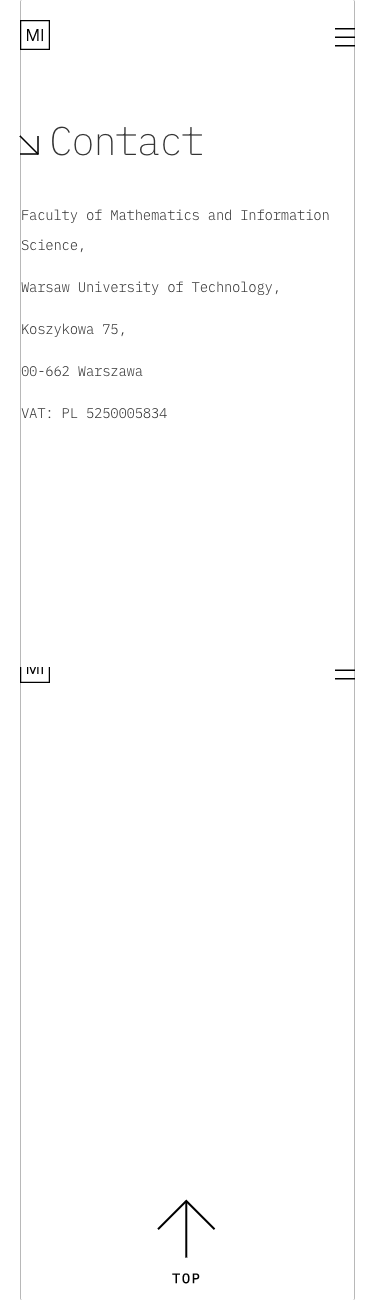 MI
Contact
Faculty of Mathematics and Information
Science,
Warsaw University of Technology,
Koszykowa 75,
00-662 Warszawa
VAT: PL 5250005834
MI
TOP